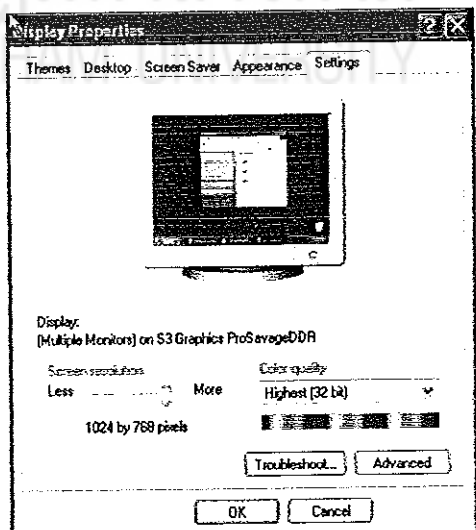 Display Properties
Themes Desktop Screen Saver Appearance Settings
Display:
(Multiple Monitors) on S3 Graphics ProSavageDDR
Screen resolution
Less More
1024 by 768 pixels
Color quality
Highest (32 bit)
Troubleshoot... Advanced
OK Cancel